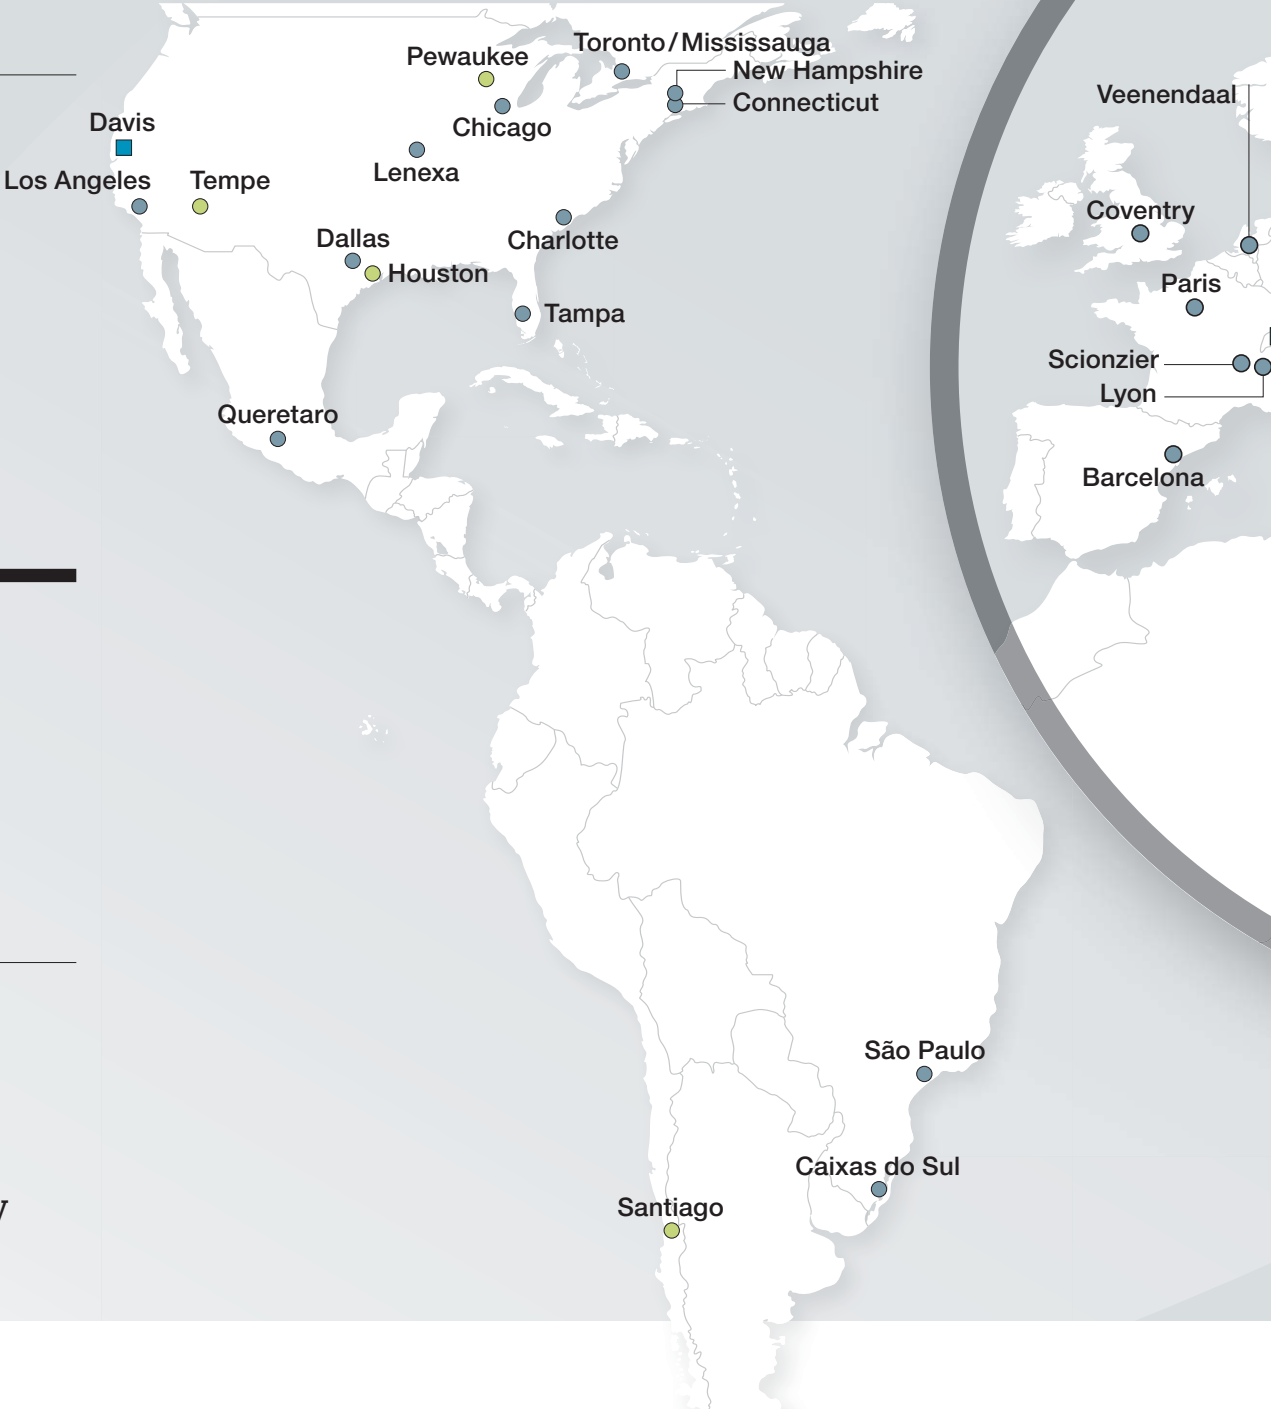 Toronto/Mississauga
Pewaukee
New Hampshire
Connecticut
Chicago
Davis
Lenexa
Los Angeles
Tempe
Dallas
Charlotte
Houston
Tampa
Queretaro
Veenendaal
Coventry
Paris
Scionzier
Lyon
Barcelona
São Paulo
Caixas do Sul
Santiago